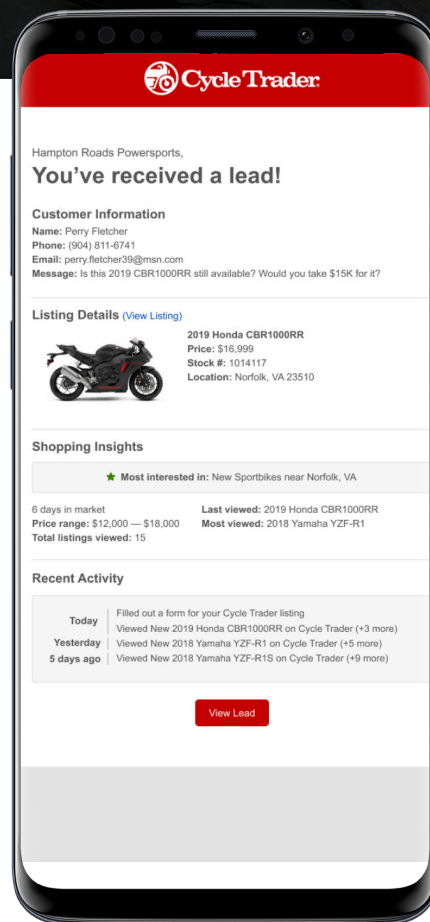 Cycle Trader
Hampton Roads Powersports,
You've received a lead!
Customer Information
Name: Perry Fletcher
Phone: (904) 811-6741
Email: perry.fletcher39@msn.com
Message: Is this 2019 CBR1000RR still available? Would you take $15K for it?
Listing Details (View Listing)
2019 Honda CBR1000RR
Price: $16,999
Stock #: 1014117
Location: Norfolk, VA 23510
Shopping Insights
★ Most interested in: New Sportbikes near Norfolk, VA
6 days in market
Price range: $12,000 — $18,000
Total listings viewed: 15
Last viewed: 2019 Honda CBR1000RR
Most viewed: 2018 Yamaha YZF-R1
Recent Activity
Today
Filled out a form for your Cycle Trader listing
Viewed New 2019 Honda CBR1000RR on Cycle Trader (+3 more)
Yesterday Viewed New 2018 Yamaha YZF-R1 on Cycle Trader (+5 more)
5 days ago Viewed New 2018 Yamaha YZF-R1S on Cycle Trader (+9 more)
View Lead